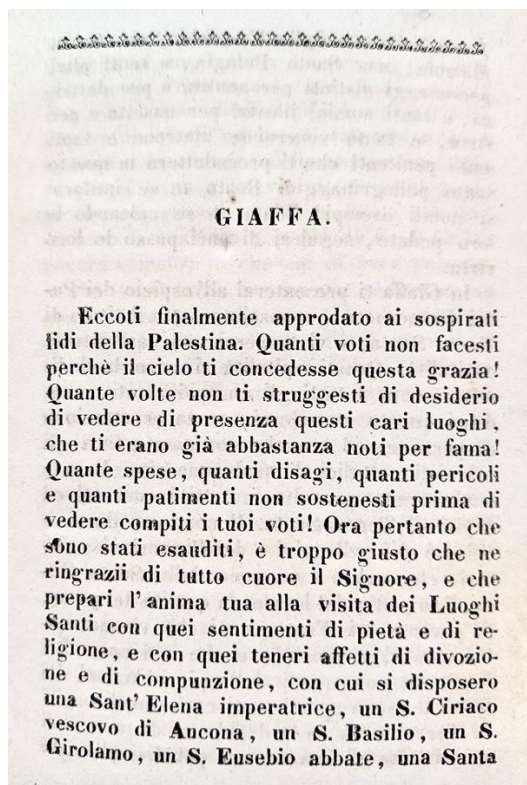 GIAFFA.
Eccoti finalmente approdato ai sospirati
lidi della Palestina. Quanti voti non facesti
perchè il cielo ti concedesse questa grazia!
Quante volte non ti struggesti di desiderio
di vedere di presenza questi cari luoghi,
che ti erano già abbastanza noti per fama!
Quante spese, quanti disagi, quanti pericoli
e quanti patimenti non sostenesti prima di
vedere compiti i tuoi voti! Ora pertanto che
sono stati esauditi, è troppo giusto che ne
ringrazii di tutto cuore il Signore, e che
prepari l'anima tua alla visita dei Luoghi
Santi con quei sentimenti di pietà e di re-
ligione, e con quei teneri affetti di divozio-
ne e di compunzione, con cui si disposero
una Sant' Elena imperatrice, un S. Ciriaco
vescovo di Ancona, un S. Basilio, un S.
Girolamo, un S. Eusebio abbate, una Santa